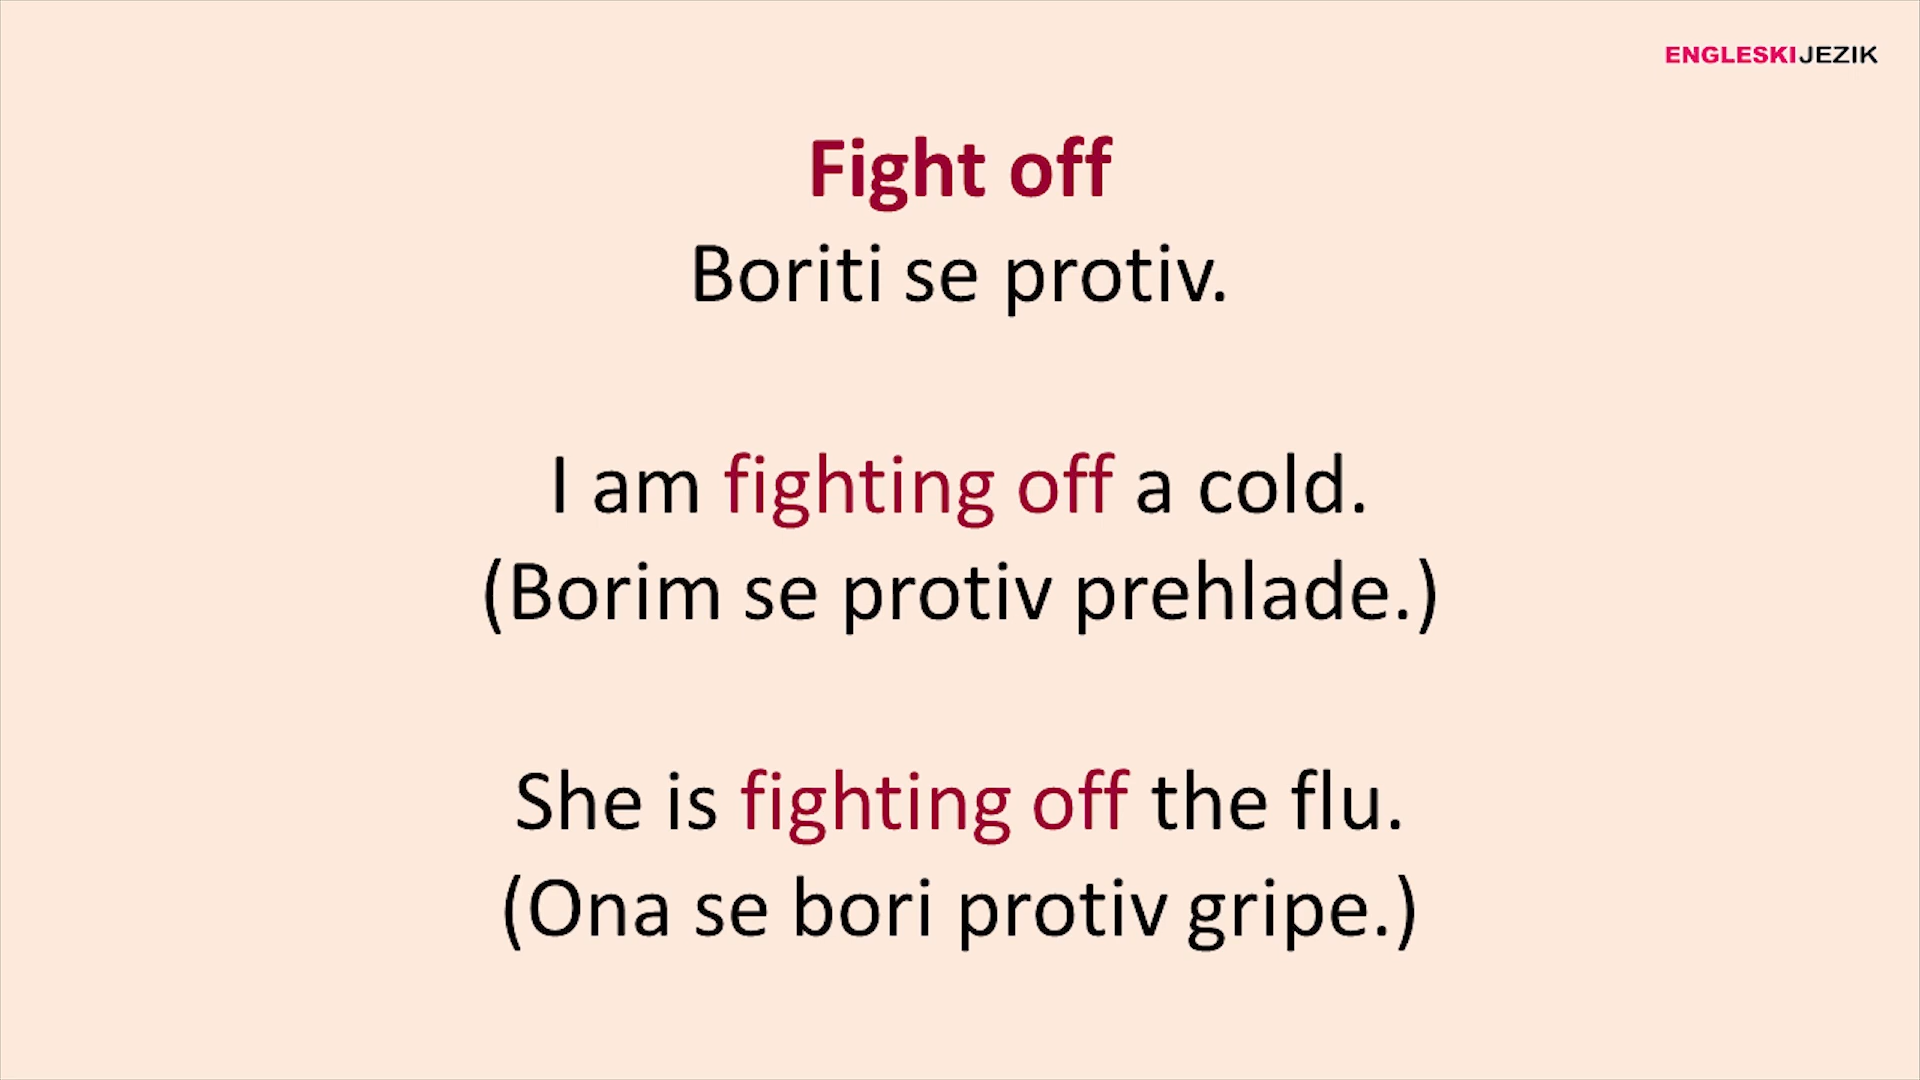 ENGLESKIJEZIK
Fight off
Boriti se protiv.
I am fighting off a cold.
(Borim se protiv prehlade.)
She is fighting off the flu.
(Ona se bori protiv gripe.)